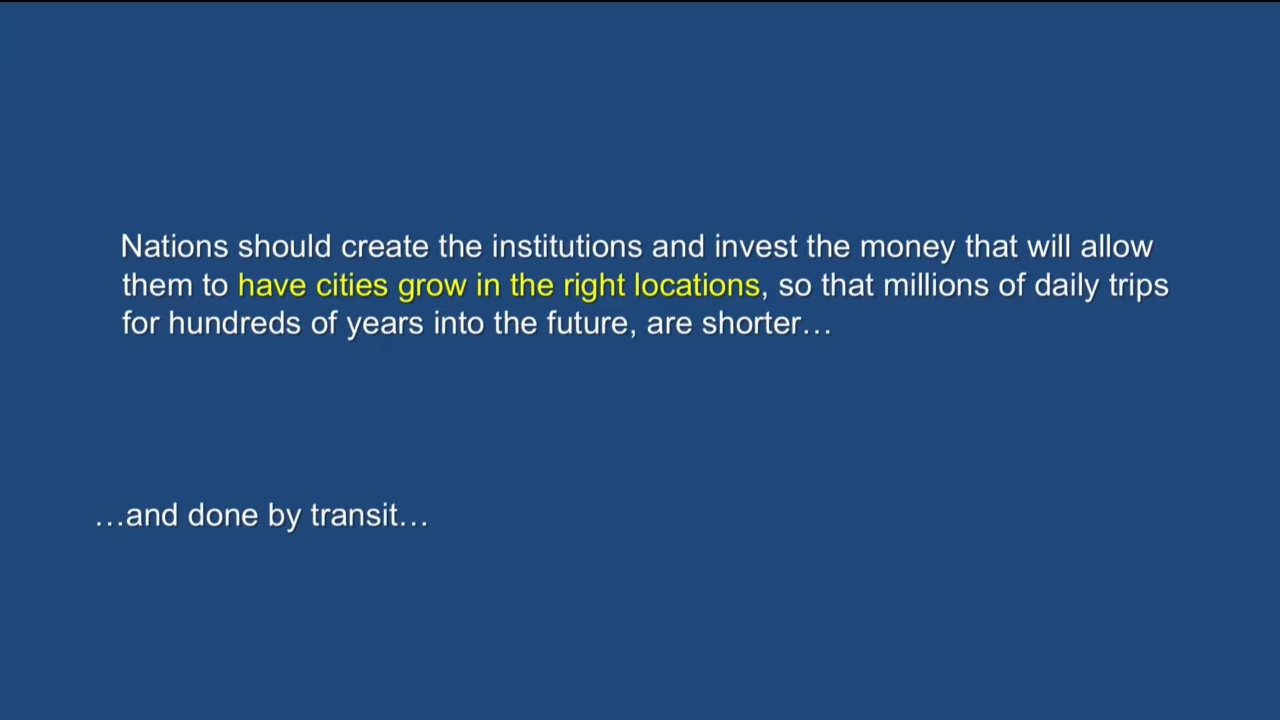 Nations should create the institutions and invest the money that will allow
them to have cities grow in the right locations, so that millions of daily trips
for hundreds of years into the future, are shorter…
…and done by transit…